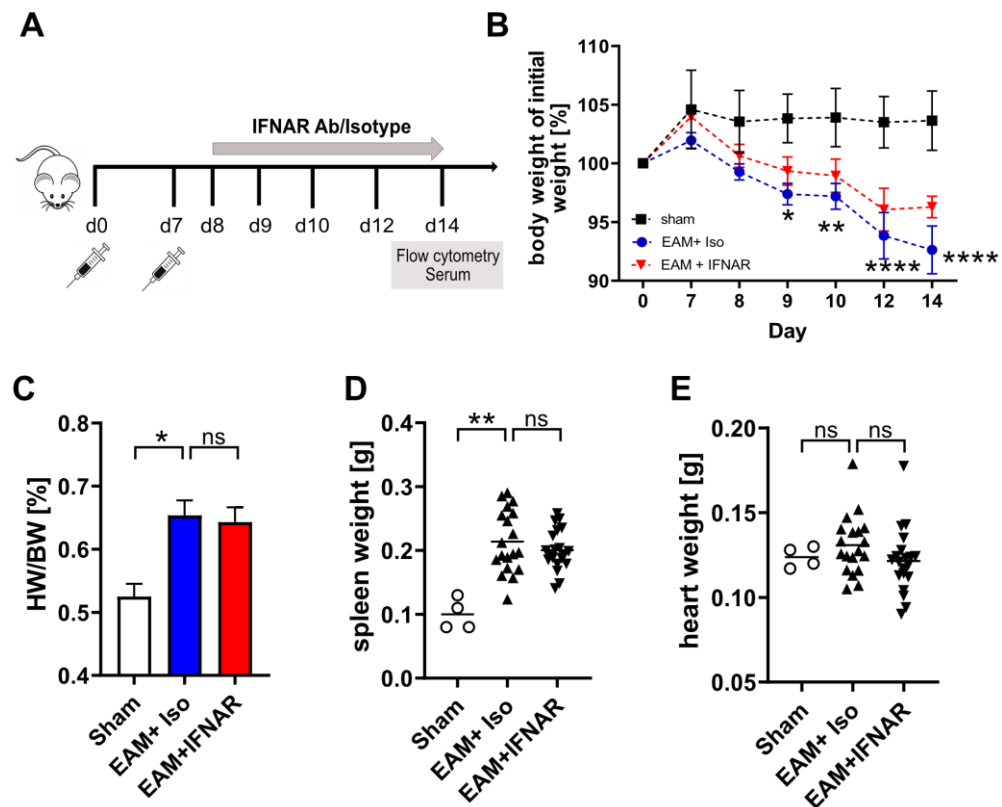 A
IFNAR Ab/Isotype
d0
d7
d8
d9
d10
d12
d14
Flow cytometry
Serum
B
body weight of initial
weight [%]
110
105
100
95
90
sham
EAM+ Iso
EAM + IFNAR
*
**
****
****
0
7
8
9
10
12
14
Day
C
HW/BW [%]
0.8
0.7
0.6
0.5
0.4
*
ns
Sham
EAM+ Iso
EAM+IFNAR
D
spleen weight [g]
0.4
0.3
0.2
0.1
0.0
**
ns
Sham
EAM+ Iso
EAM+IFNAR
E
heart weight [g]
0.20
0.15
0.10
0.05
ns
ns
Sham
EAM+ Iso
EAM+IFNAR